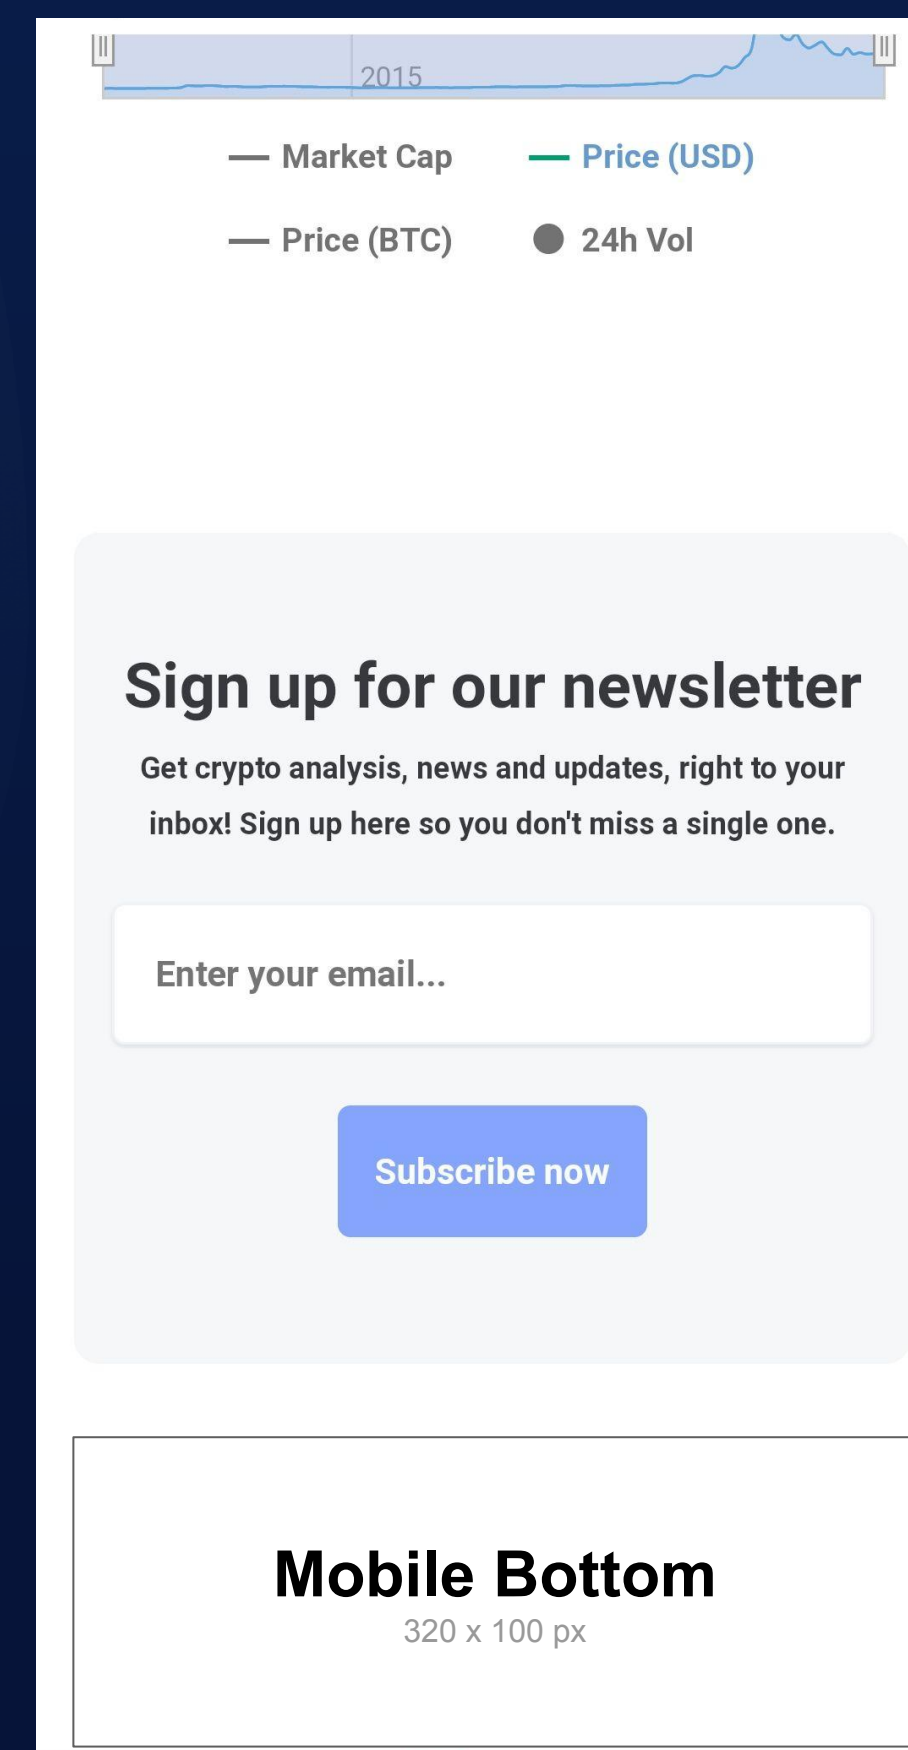 2015
Market Cap
Price (USD)
Price (BTC)
24h Vol
Sign up for our newsletter
Get crypto analysis, news and updates, right to your
inbox! Sign up here so you don't miss a single one.
Enter your email...
Subscribe now
Mobile Bottom
320 x 100 px